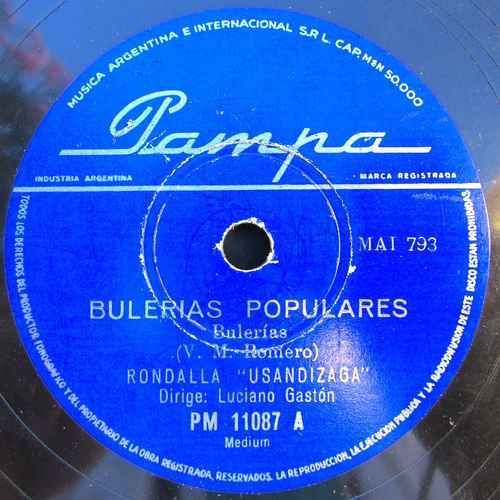 MUSICA ARGENTINA E INTERNACIONAL S.R.L. CAP. M$N 50.000
Pampa
INDUSTRIA ARGENTINA
MARCA REGISTRADA
MAI 793
BULERIAS POPULARES
Bulerías
(V. M. Romero)
RONDALLA "USANDIZAGA"
Dirige: Luciano Gastón
PM 11087 A
Medium
TODOS LOS DERECHOS DEL PRODUCTOR FONOGRAFICO Y DEL PROPIETARIO DE LA OBRA REGISTRADA, RESERVADOS. LA REPRODUCCION, LA EJECUCION PUBLICA Y LA RADIODIFUSION DE ESTE DISCO ESTAN PROHIBIDAS